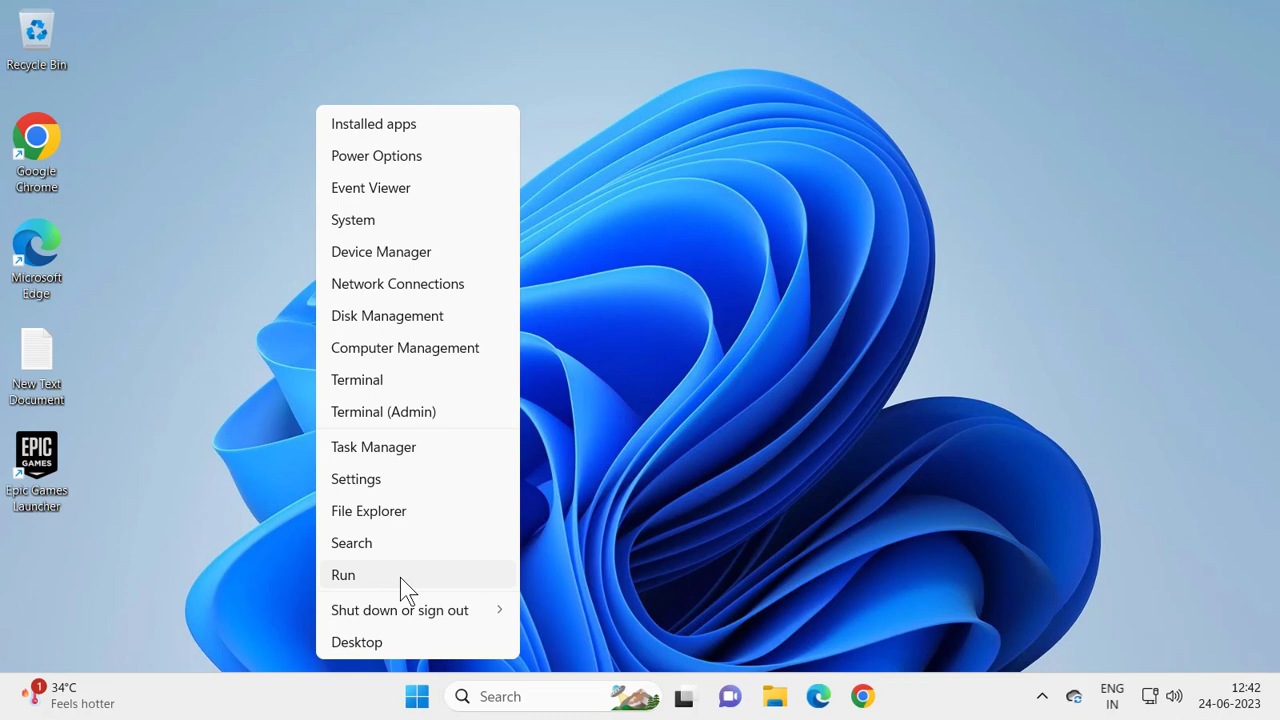 Recycle Bin
Google
Chrome
Microsoft
Edge
New Text
Document
EPIC
GAMES
Epic Games
Launcher
Installed apps
Power Options
Event Viewer
System
Device Manager
Network Connections
Disk Management
Computer Management
Terminal
Terminal (Admin)
Task Manager
Settings
File Explorer
Search
Run
Shut down or sign out
Desktop
1
34°C
Feels hotter
Search
ENG
IN
12:42
24-06-2023